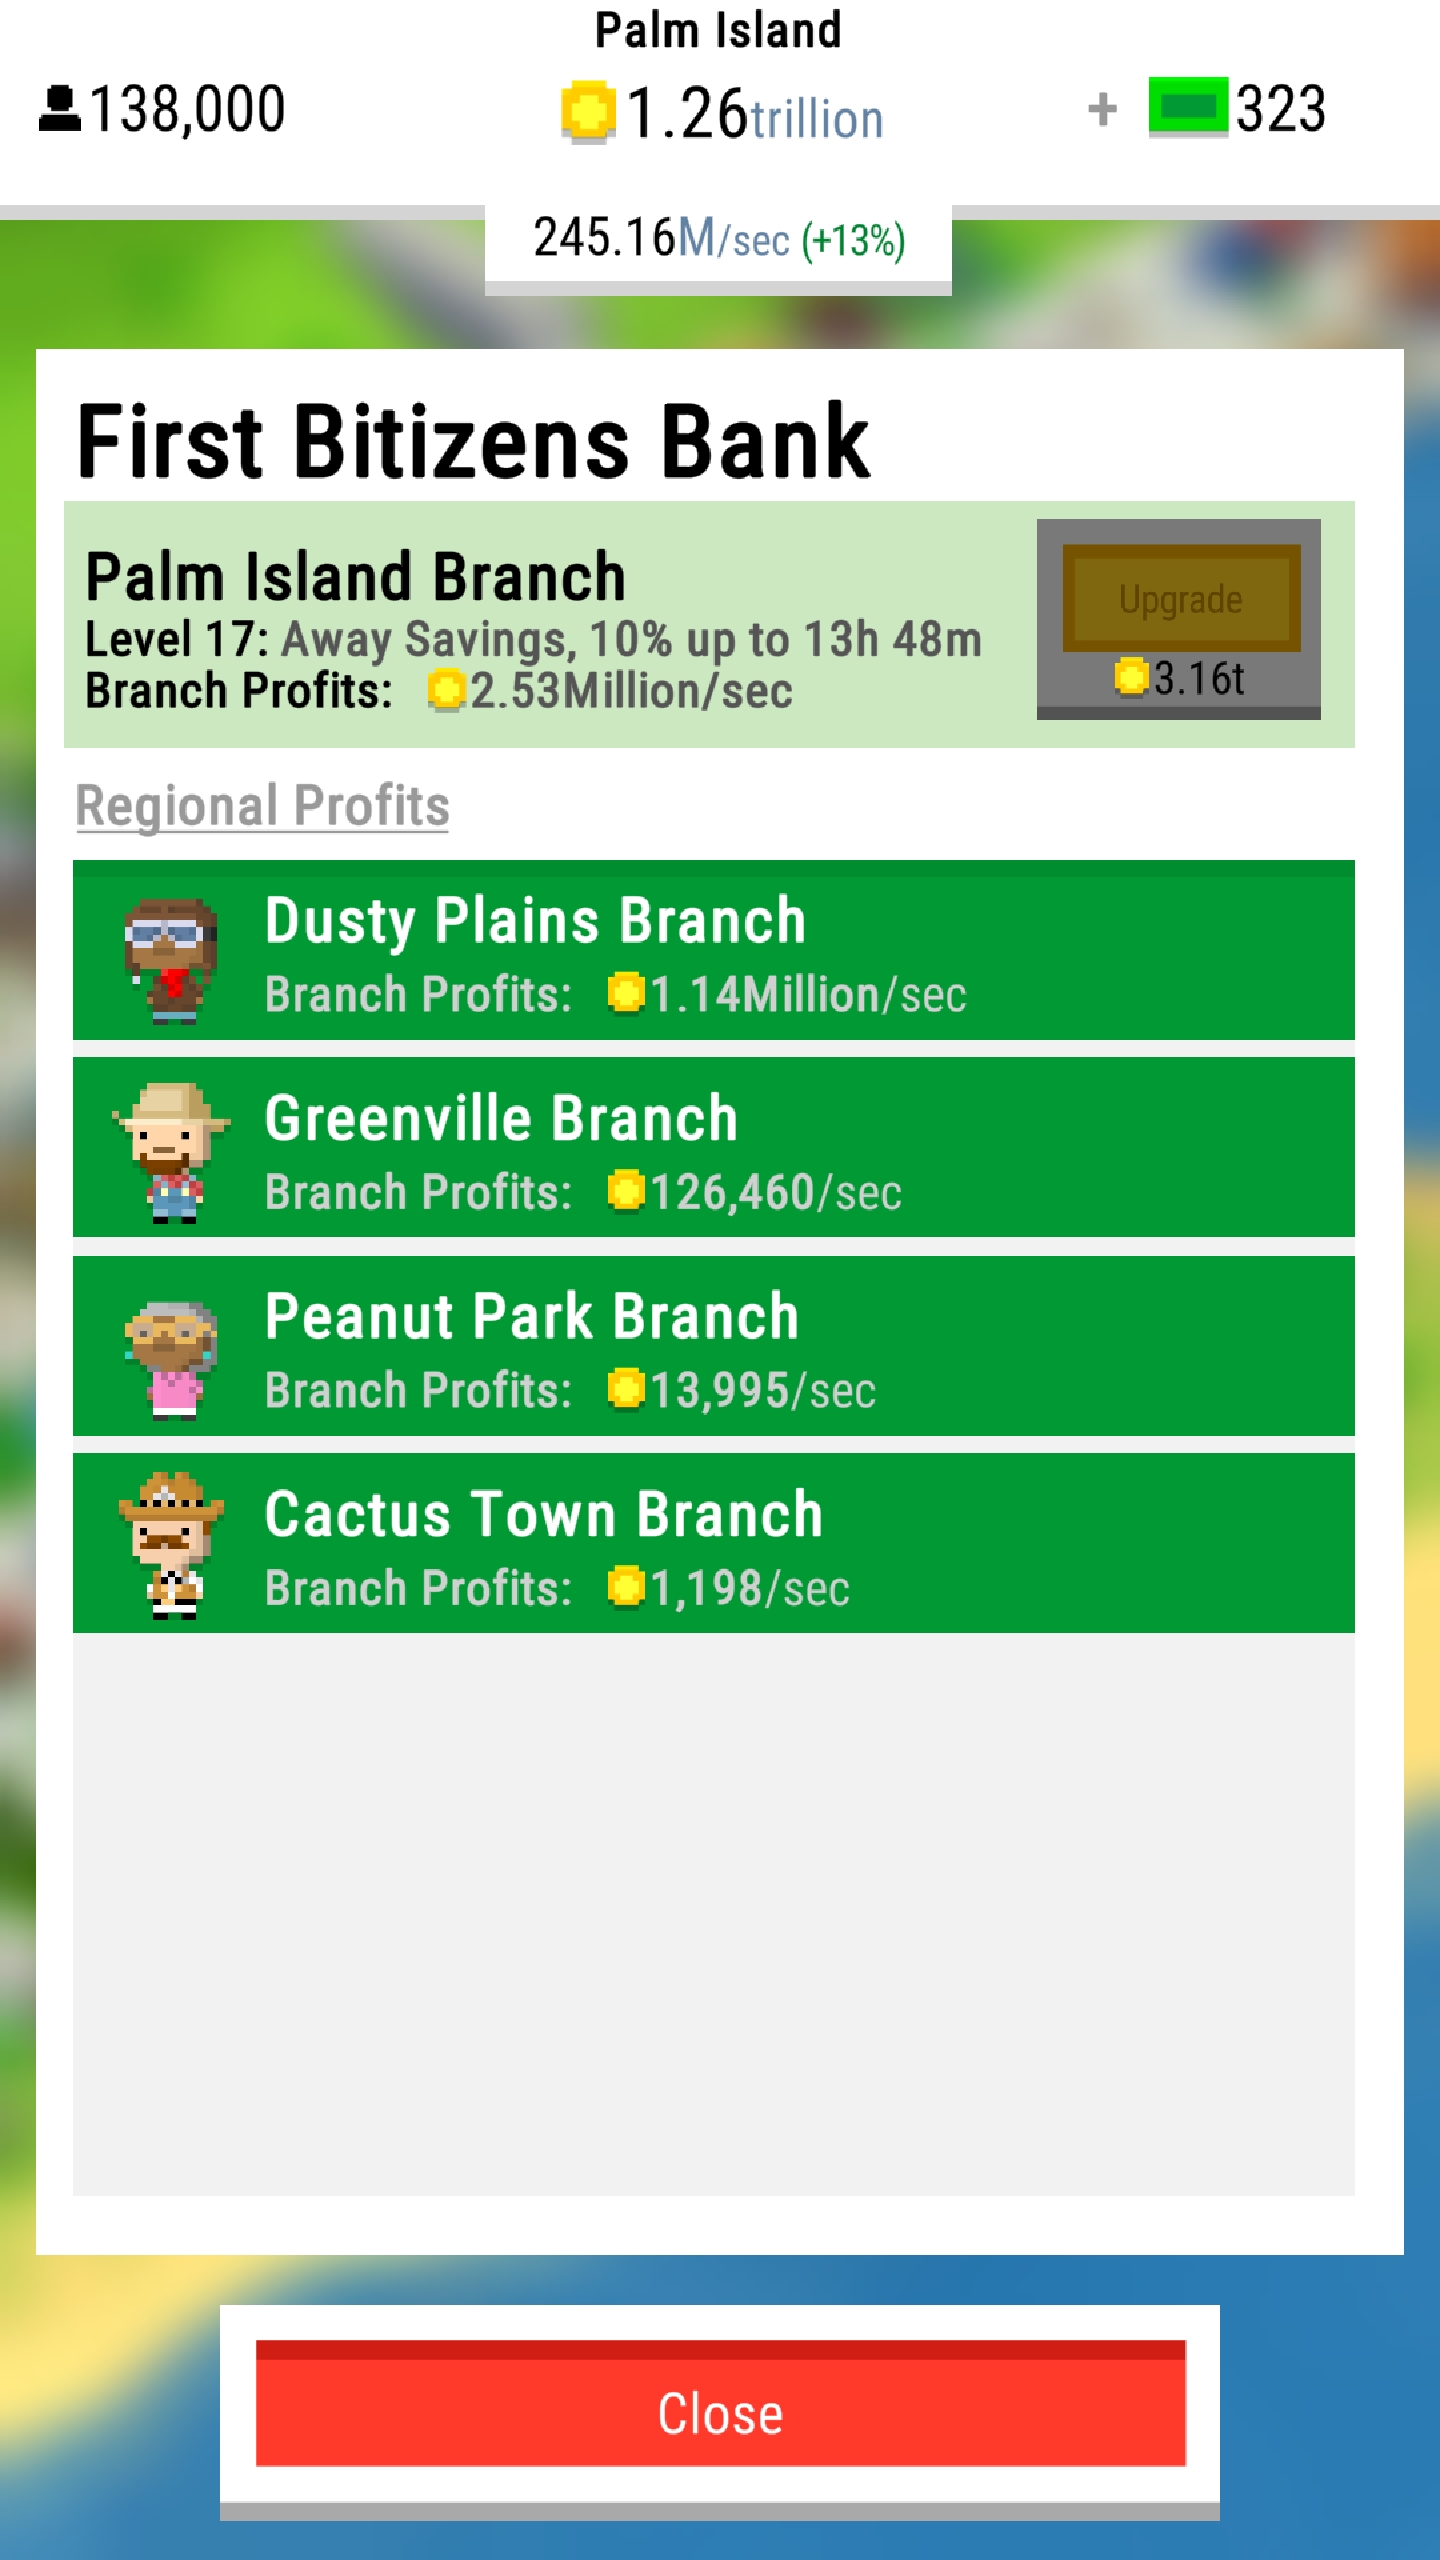 Palm Island
138,000
1.26trillion
+ 323
245.16M/sec (+13%)
First Bitizens Bank
Palm Island Branch
Level 17: Away Savings, 10% up to 13h 48m
Branch Profits: 2.53Million/sec
Upgrade
3.16t
Regional Profits
Dusty Plains Branch
Branch Profits: 1.14Million/sec
Greenville Branch
Branch Profits: 126,460/sec
Peanut Park Branch
Branch Profits: 13,995/sec
Cactus Town Branch
Branch Profits: 1,198/sec
Close